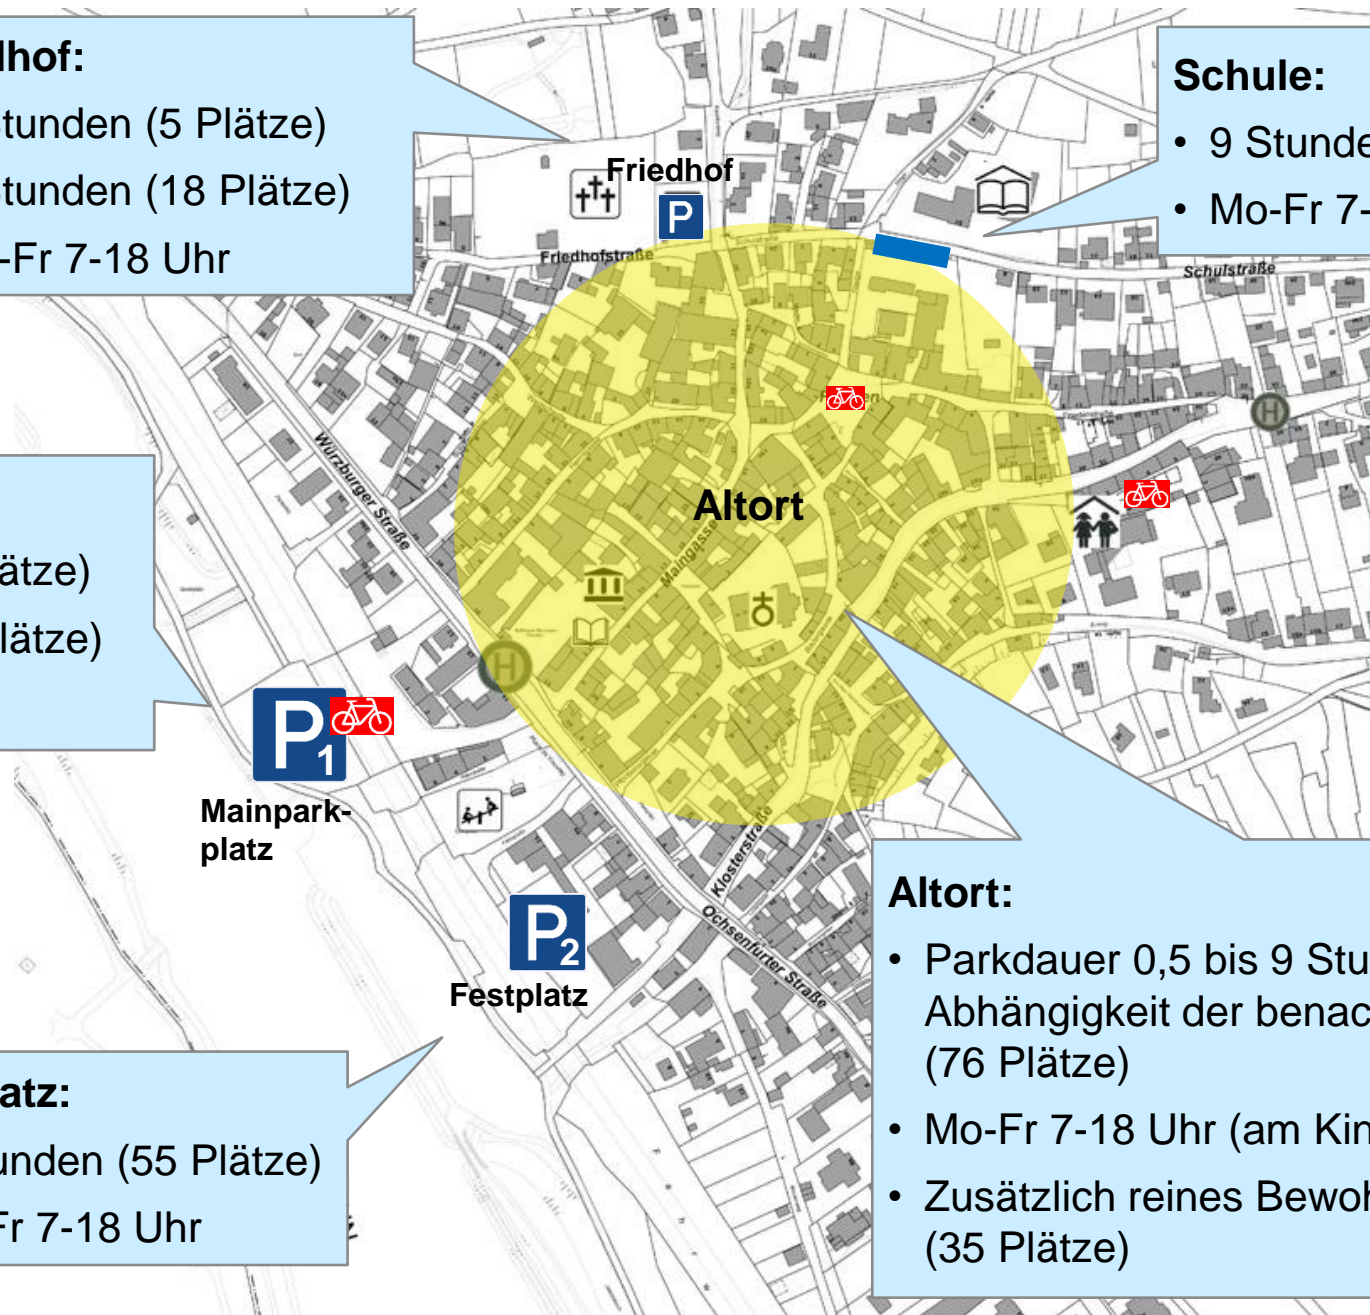 lhof:
Stunden (5 Plätze)
Stunden (18 Plätze)
-Fr 7-18 Uhr
Schule:
• 9 Stunde
• Mo-Fr 7-
Friedhof
P
Friedhofstraße
Schulstraße
H
Würzburger Straße
Altort
Maingasse
ätze)
lätze)
H
P1
Mainpark-
platz
Klosterstraße
P2
Festplatz
Ochsenfurter Straße
Altort:
• Parkdauer 0,5 bis 9 Stu
Abhängigkeit der benac
(76 Plätze)
• Mo-Fr 7-18 Uhr (am Kin
• Zusätzlich reines Bewoh
(35 Plätze)
atz:
unden (55 Plätze)
Fr 7-18 Uhr